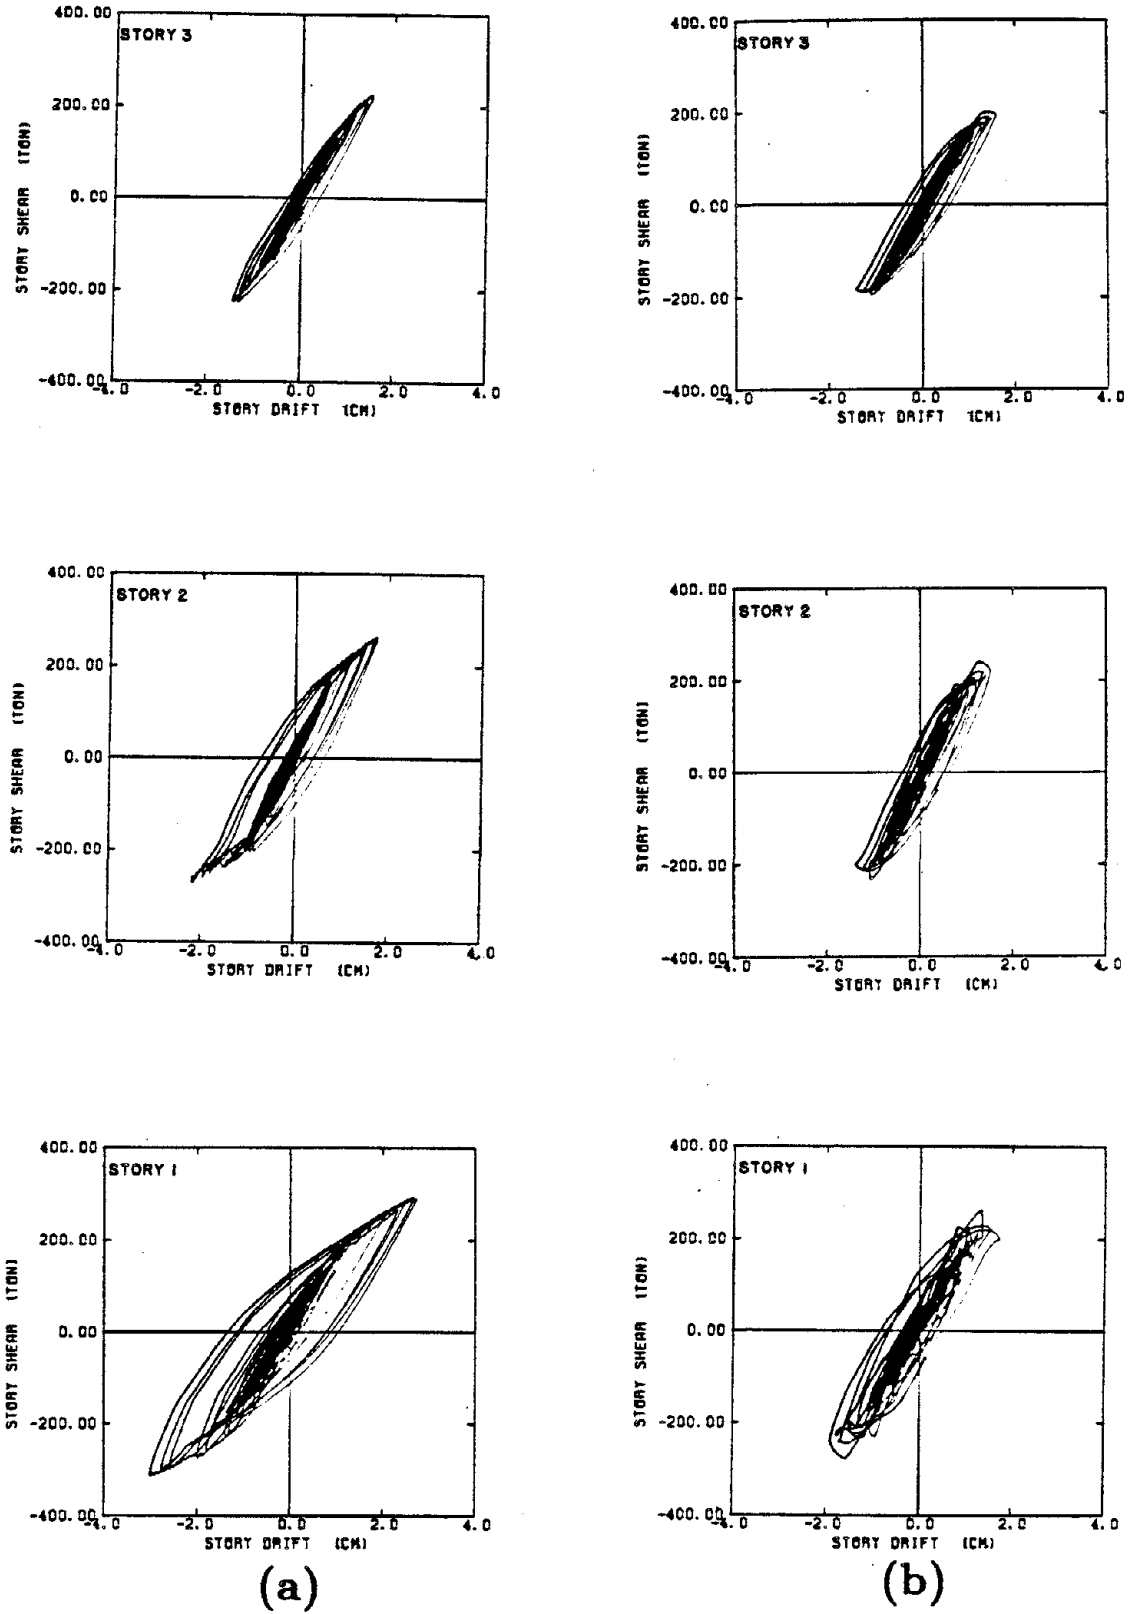 400.00
STORY 3
200.00
0.00
-200.00
-400.00
-4.0 -2.0 0.0 2.0 4.0
STORY DRIFT (CM)
STORY SHEAR (TON)
400.00
STORY 3
200.00
0.00
-200.00
-400.00
-4.0 -2.0 0.0 2.0 4.0
STORY DRIFT (CM)
STORY SHEAR (TON)
400.00
STORY 2
200.00
0.00
-200.00
-400.00
-4.0 -2.0 0.0 2.0 4.0
STORY DRIFT (CM)
STORY SHEAR (TON)
400.00
STORY 2
200.00
0.00
-200.00
-400.00
-4.0 -2.0 0.0 2.0 4.0
STORY DRIFT (CM)
STORY SHEAR (TON)
400.00
STORY 1
200.00
0.00
-200.00
-400.00
-4.0 -2.0 0.0 2.0 4.0
STORY DRIFT (CM)
STORY SHEAR (TON)
(a)
400.00
STORY 1
200.00
0.00
-200.00
-400.00
-4.0 -2.0 0.0 2.0 4.0
STORY DRIFT (CM)
STORY SHEAR (TON)
(b)